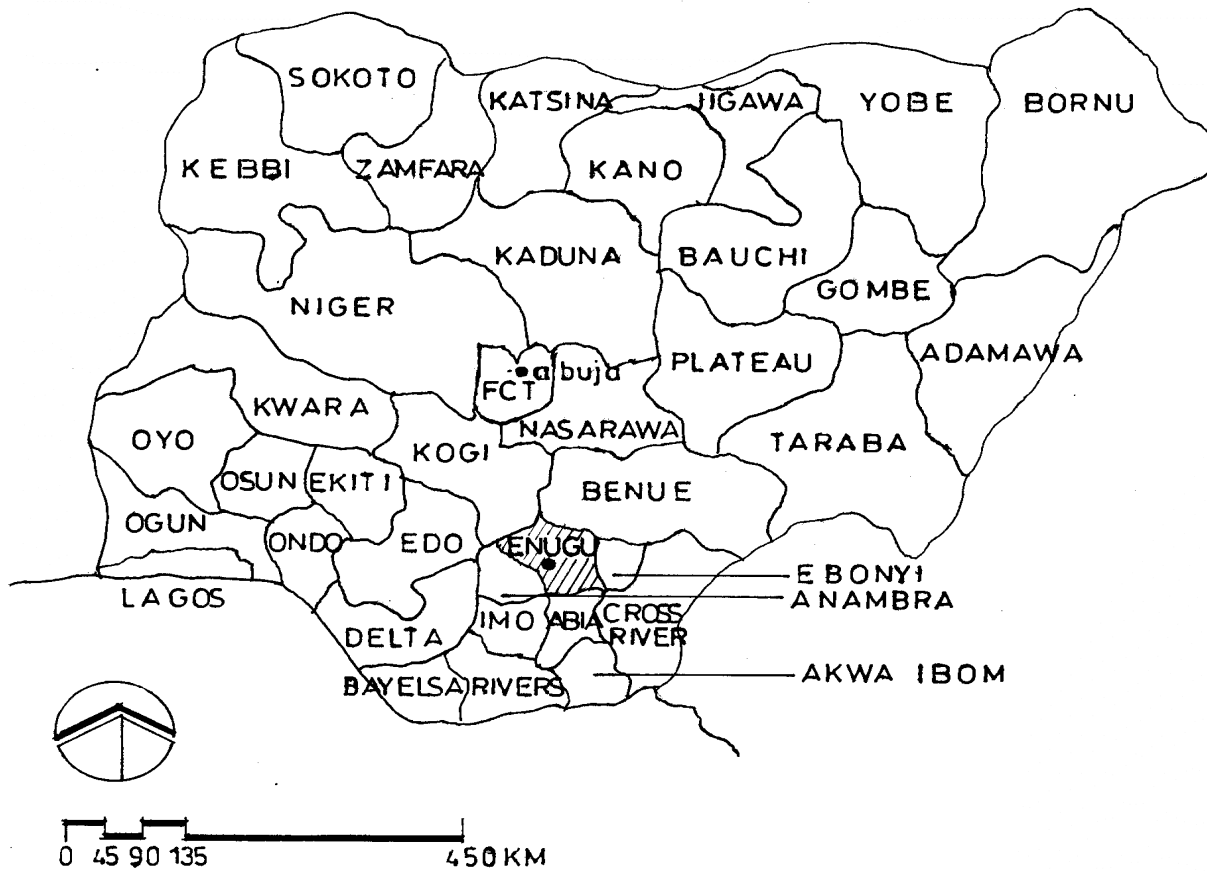 SOKOTO
KATSINA
JIGAWA
YOBE
BORNU
KEBBI
ZAMFARA
KANO
KADUNA
BAUCHI
GOMBE
NIGER
PLATEAU
ADAMAWA
FCT
abuja
KWARA
NASARAWA
TARABA
OYO
KOGI
OSUN
EKITI
BENUE
OGUN
ONDO
EDO
ENUGU
EBONYI
ANAMBRA
LAGOS
DELTA
IMO
ABIA
CROSS
RIVER
AKWA IBOM
BAYELSA
RIVERS
0 45 90 135 450 KM